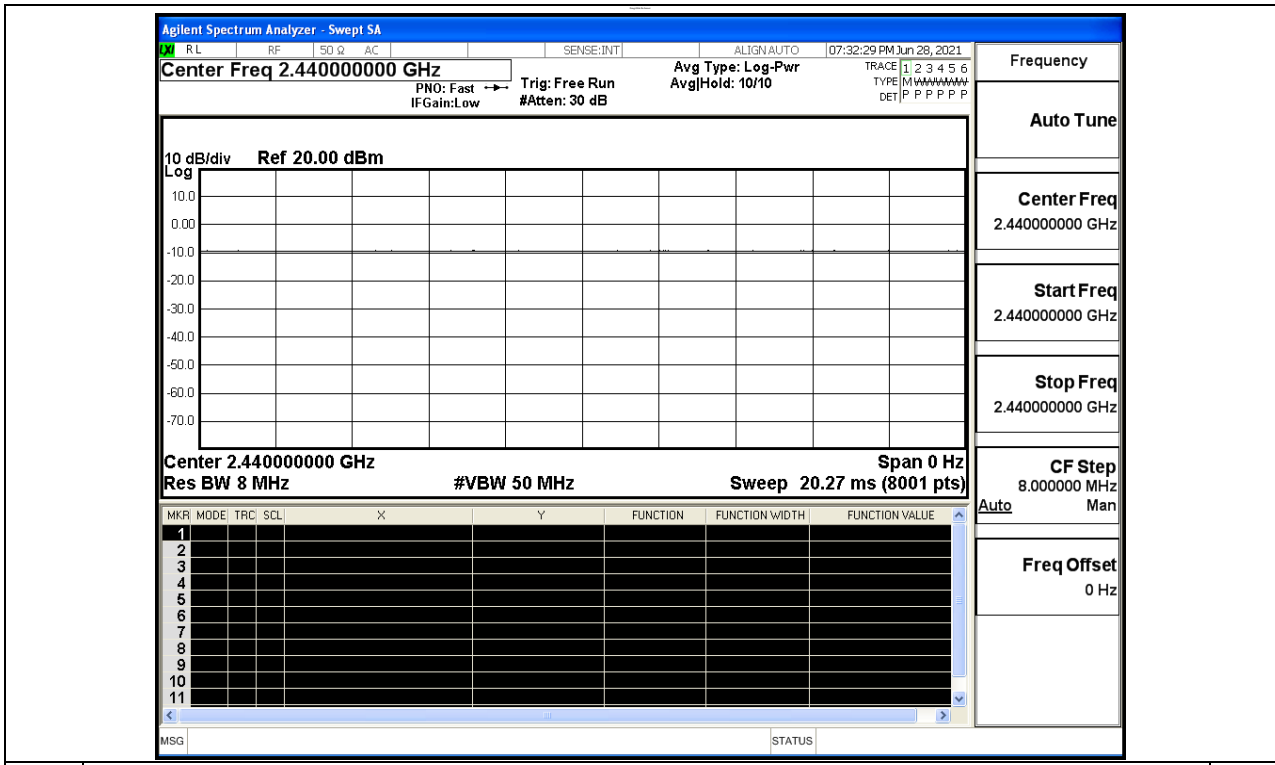 Agilent Spectrum Analyzer - Swept SA
LXI RL RF 50 Ω AC SENSE:INT ALIGN AUTO 07:32:29 PM Jun 28, 2021
Center Freq 2.440000000 GHz
PNO: Fast
IFGain:Low
Trig: Free Run
#Atten: 30 dB
Avg Type: Log-Pwr
Avg|Hold: 10/10
TRACE 1 2 3 4 5 6
TYPE MWWWWW
DET P P P P P P
10 dB/div Ref 20.00 dBm
Log
10.0
0.00
-10.0
-20.0
-30.0
-40.0
-50.0
-60.0
-70.0
Center 2.440000000 GHz Span 0 Hz
Res BW 8 MHz #VBW 50 MHz Sweep 20.27 ms (8001 pts)
MKR MODE TRC SCL X Y FUNCTION FUNCTION WIDTH FUNCTION VALUE
1
2
3
4
5
6
7
8
9
10
11
MSG STATUS
Frequency
Auto Tune
Center Freq
2.440000000 GHz
Start Freq
2.440000000 GHz
Stop Freq
2.440000000 GHz
CF Step
8.000000 MHz
Auto Man
Freq Offset
0 Hz